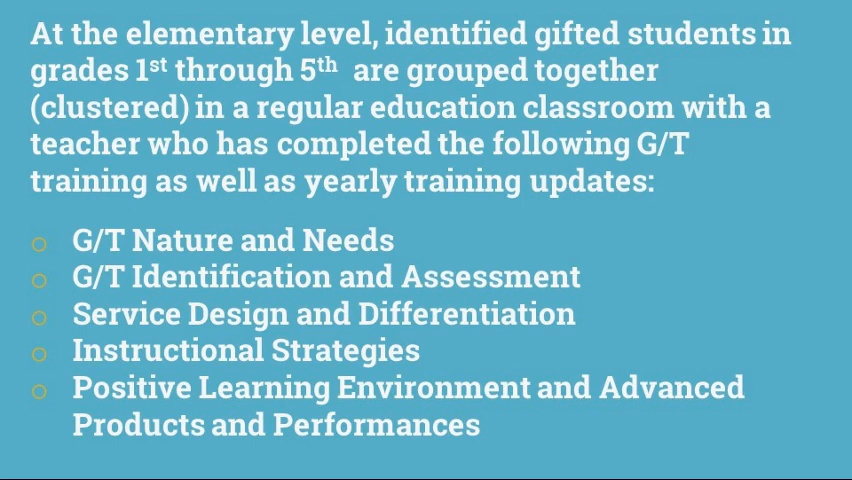 At the elementary level, identified gifted students in
grades 1st through 5th are grouped together
(clustered) in a regular education classroom with a
teacher who has completed the following G/T
training as well as yearly training updates:
○ G/T Nature and Needs
○ G/T Identification and Assessment
○ Service Design and Differentiation
○ Instructional Strategies
○ Positive Learning Environment and Advanced
Products and Performances